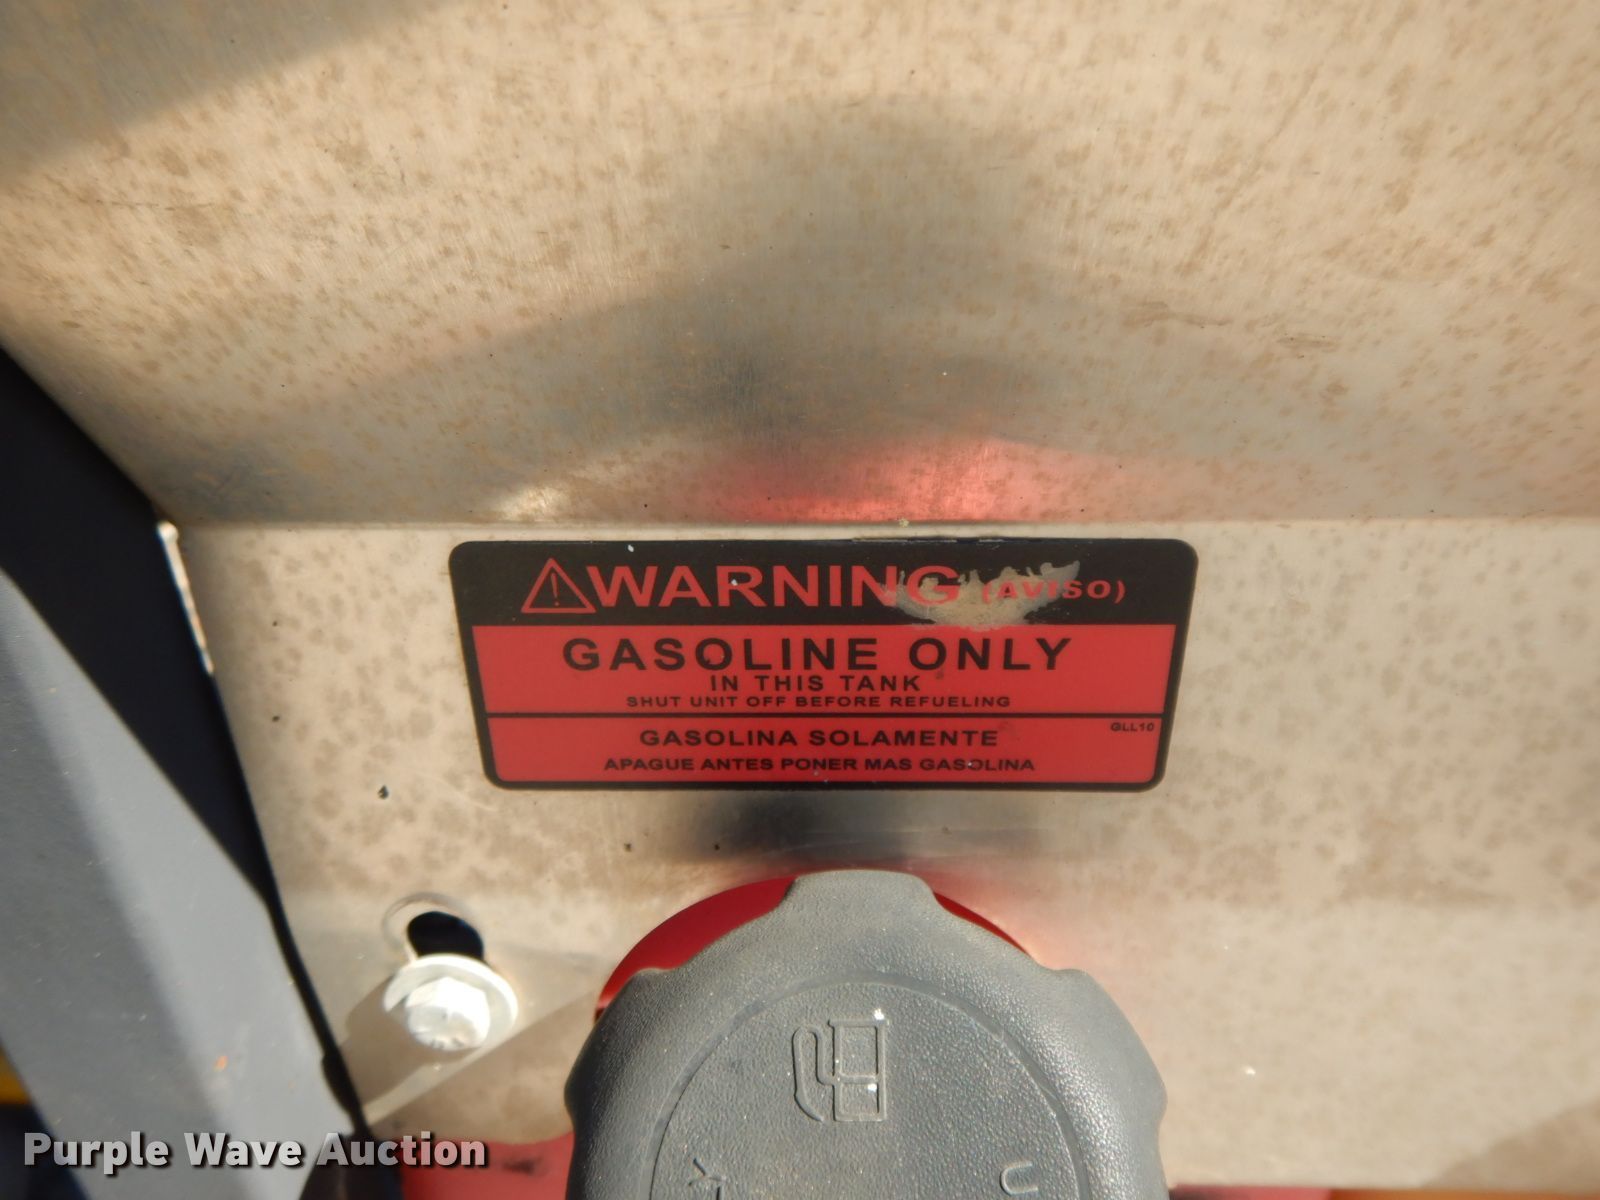 WARNING (AVISO)
GASOLINE ONLY
IN THIS TANK
SHUT UNIT OFF BEFORE REFUELING
GLL10
GASOLINA SOLAMENTE
APAGUE ANTES PONER MAS GASOLINA
Purple Wave Auction